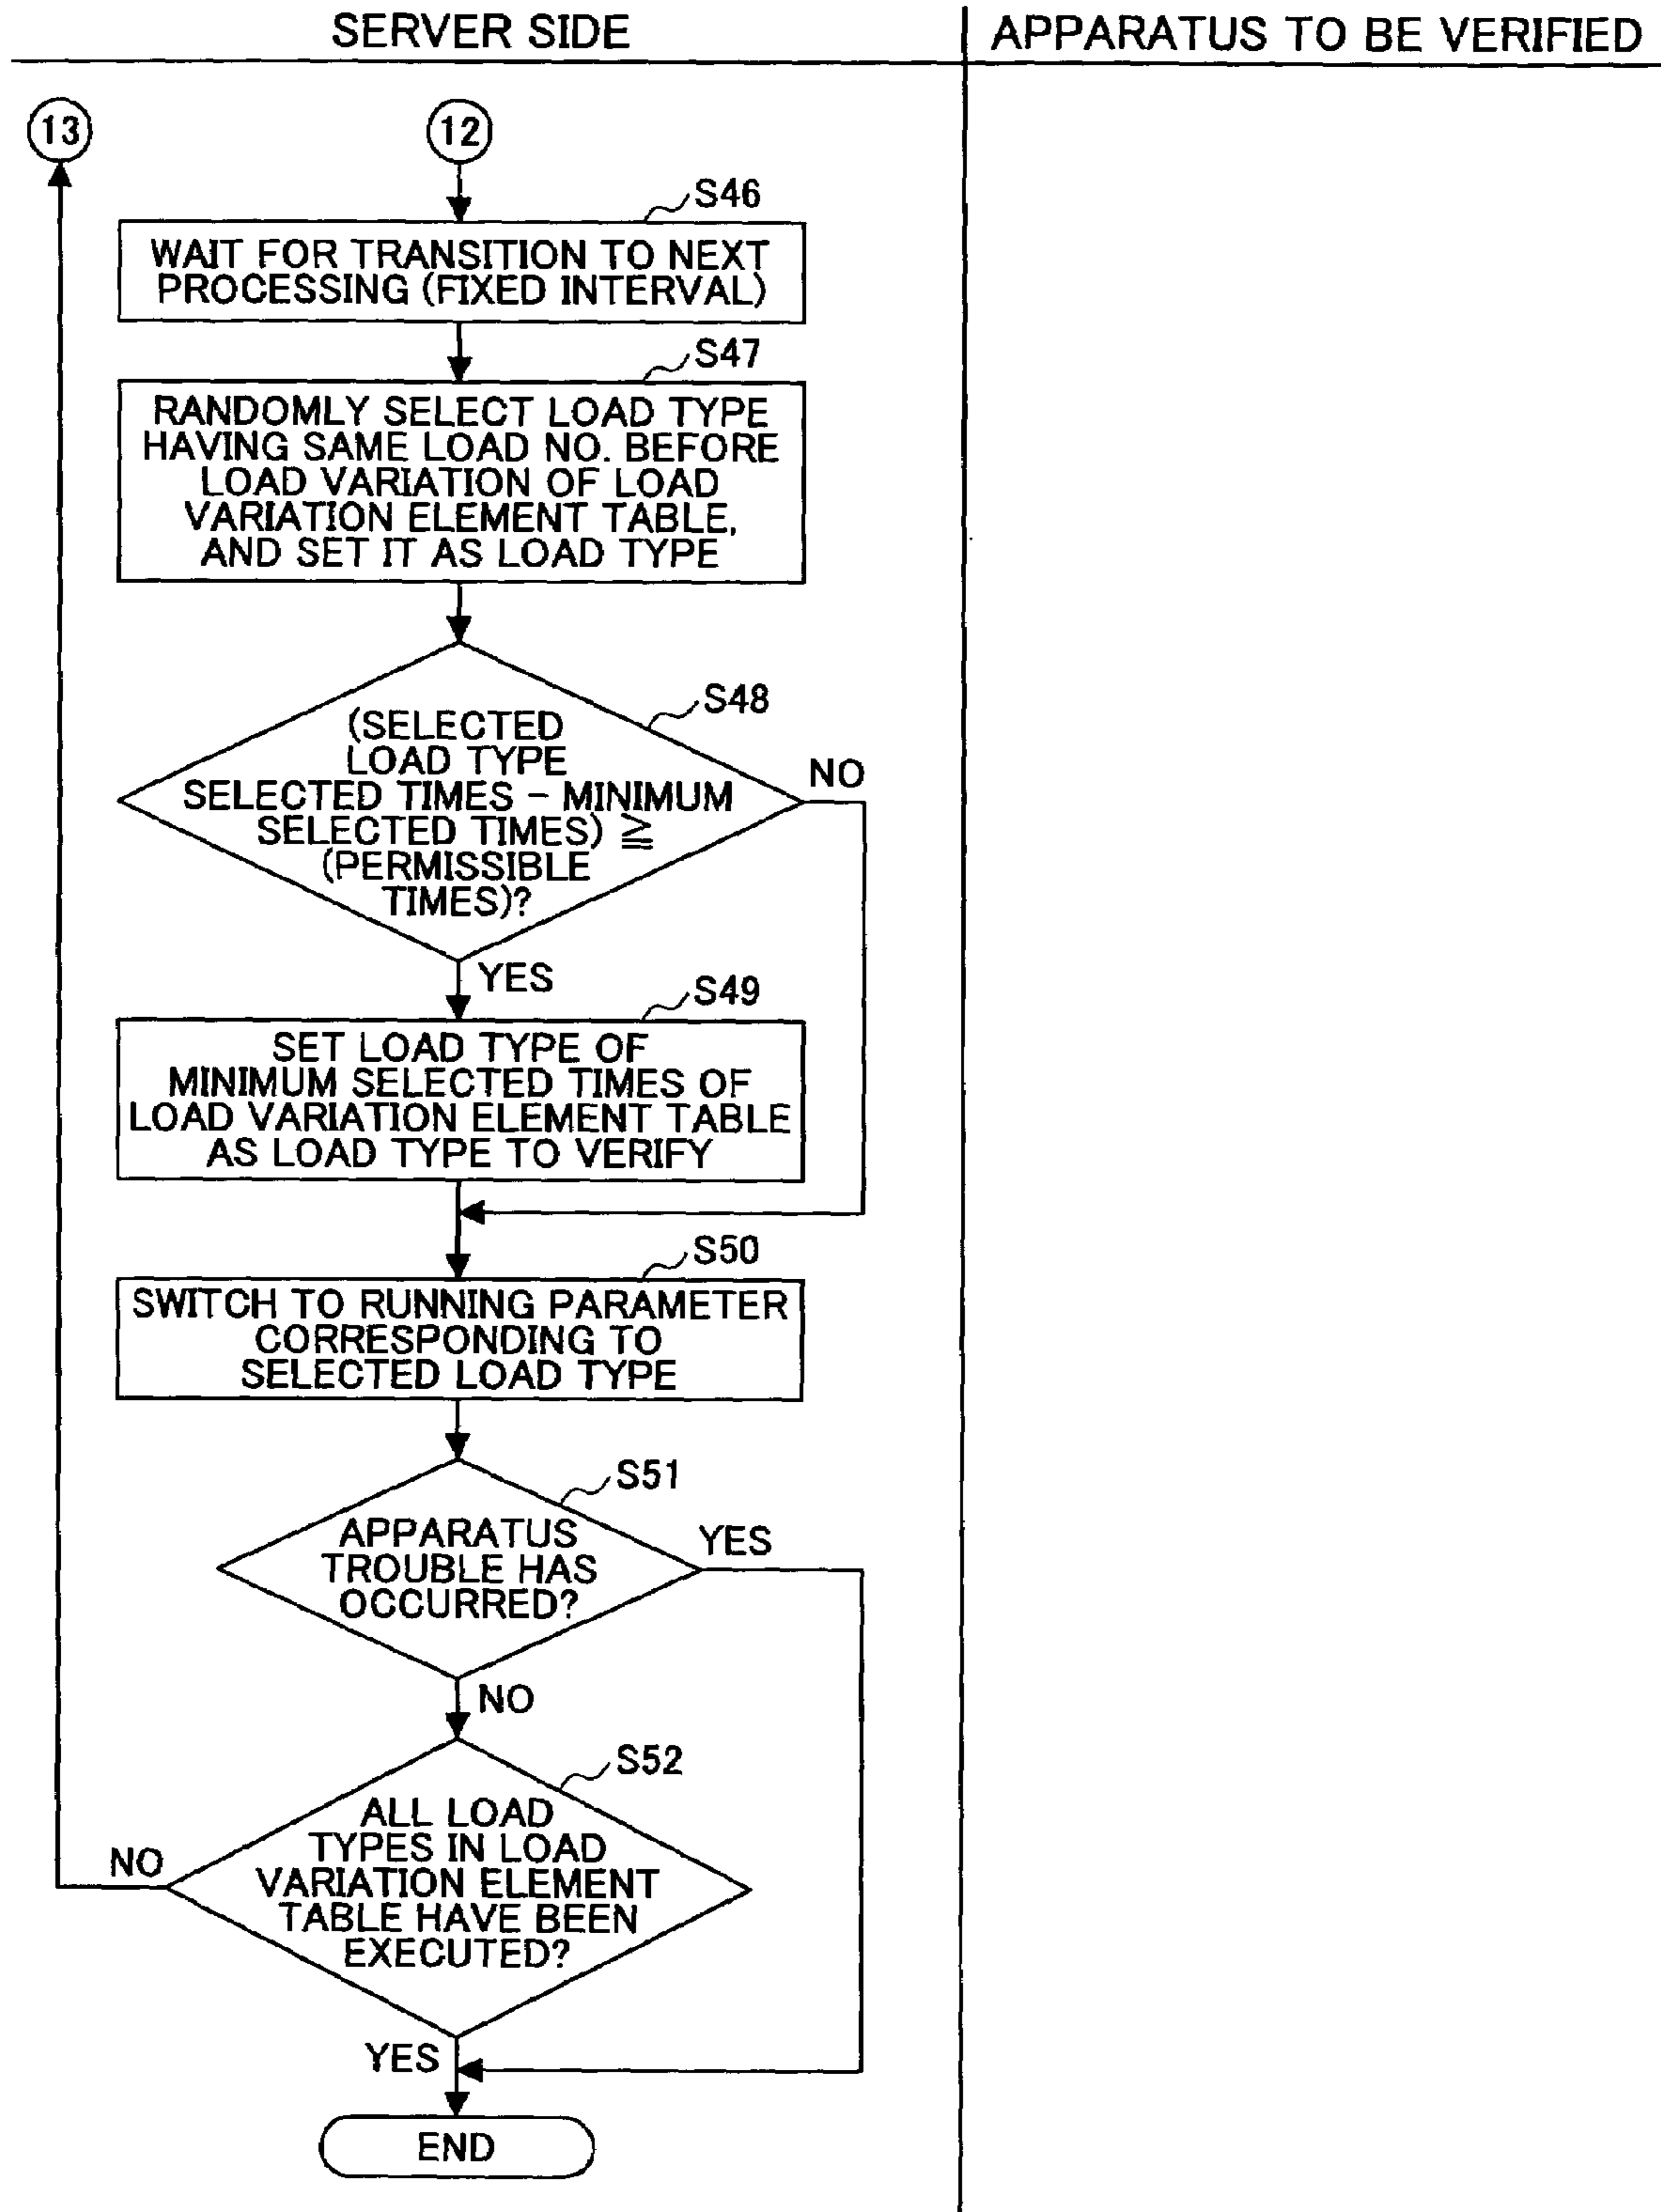 SERVER SIDE
APPARATUS TO BE VERIFIED
13
12
S46
WAIT FOR TRANSITION TO NEXT
PROCESSING (FIXED INTERVAL)
S47
RANDOMLY SELECT LOAD TYPE
HAVING SAME LOAD NO. BEFORE
LOAD VARIATION OF LOAD
VARIATION ELEMENT TABLE,
AND SET IT AS LOAD TYPE
S48
(SELECTED
LOAD TYPE
SELECTED TIMES − MINIMUM
SELECTED TIMES) ≧
(PERMISSIBLE
TIMES)?
NO
YES
S49
SET LOAD TYPE OF
MINIMUM SELECTED TIMES OF
LOAD VARIATION ELEMENT TABLE
AS LOAD TYPE TO VERIFY
S50
SWITCH TO RUNNING PARAMETER
CORRESPONDING TO
SELECTED LOAD TYPE
S51
APPARATUS
TROUBLE HAS
OCCURRED?
YES
NO
S52
ALL LOAD
TYPES IN LOAD
VARIATION ELEMENT
TABLE HAVE BEEN
EXECUTED?
NO
YES
END